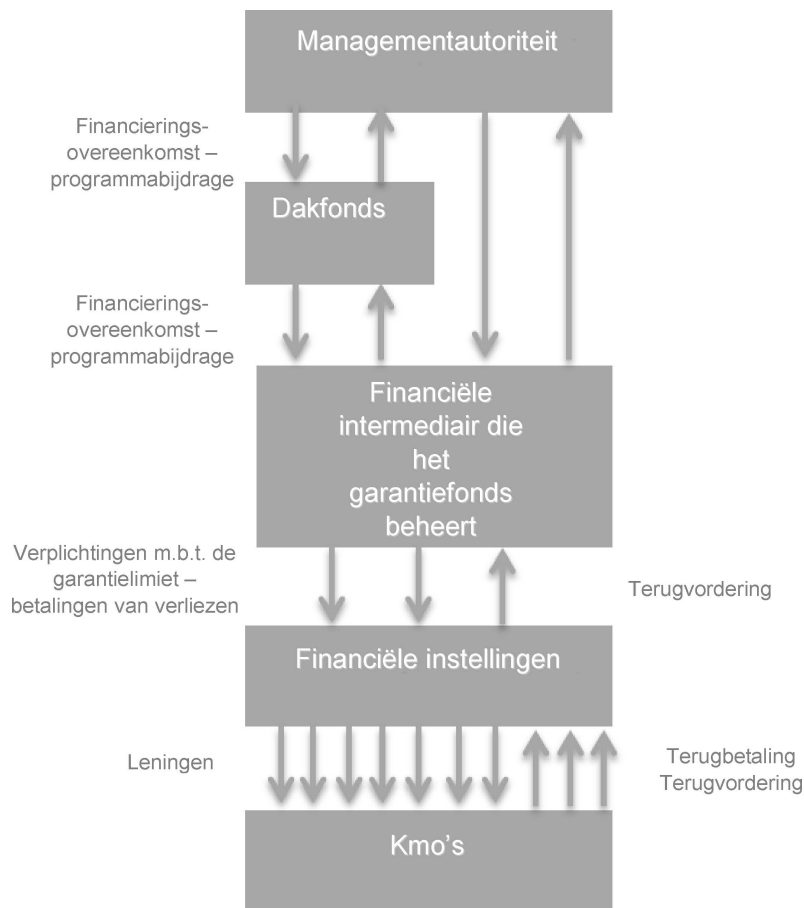 Managementautoriteit
Financierings-
overeenkomst –
programmabijdrage
Dakfonds
Financierings-
overeenkomst –
programmabijdrage
Financiële
intermediair die
het
garantiefonds
beheert
Verplichtingen m.b.t. de
garantielimiet –
betalingen van verliezen
Terugvordering
Financiële instellingen
Leningen
Terugbetaling
Terugvordering
Kmo's